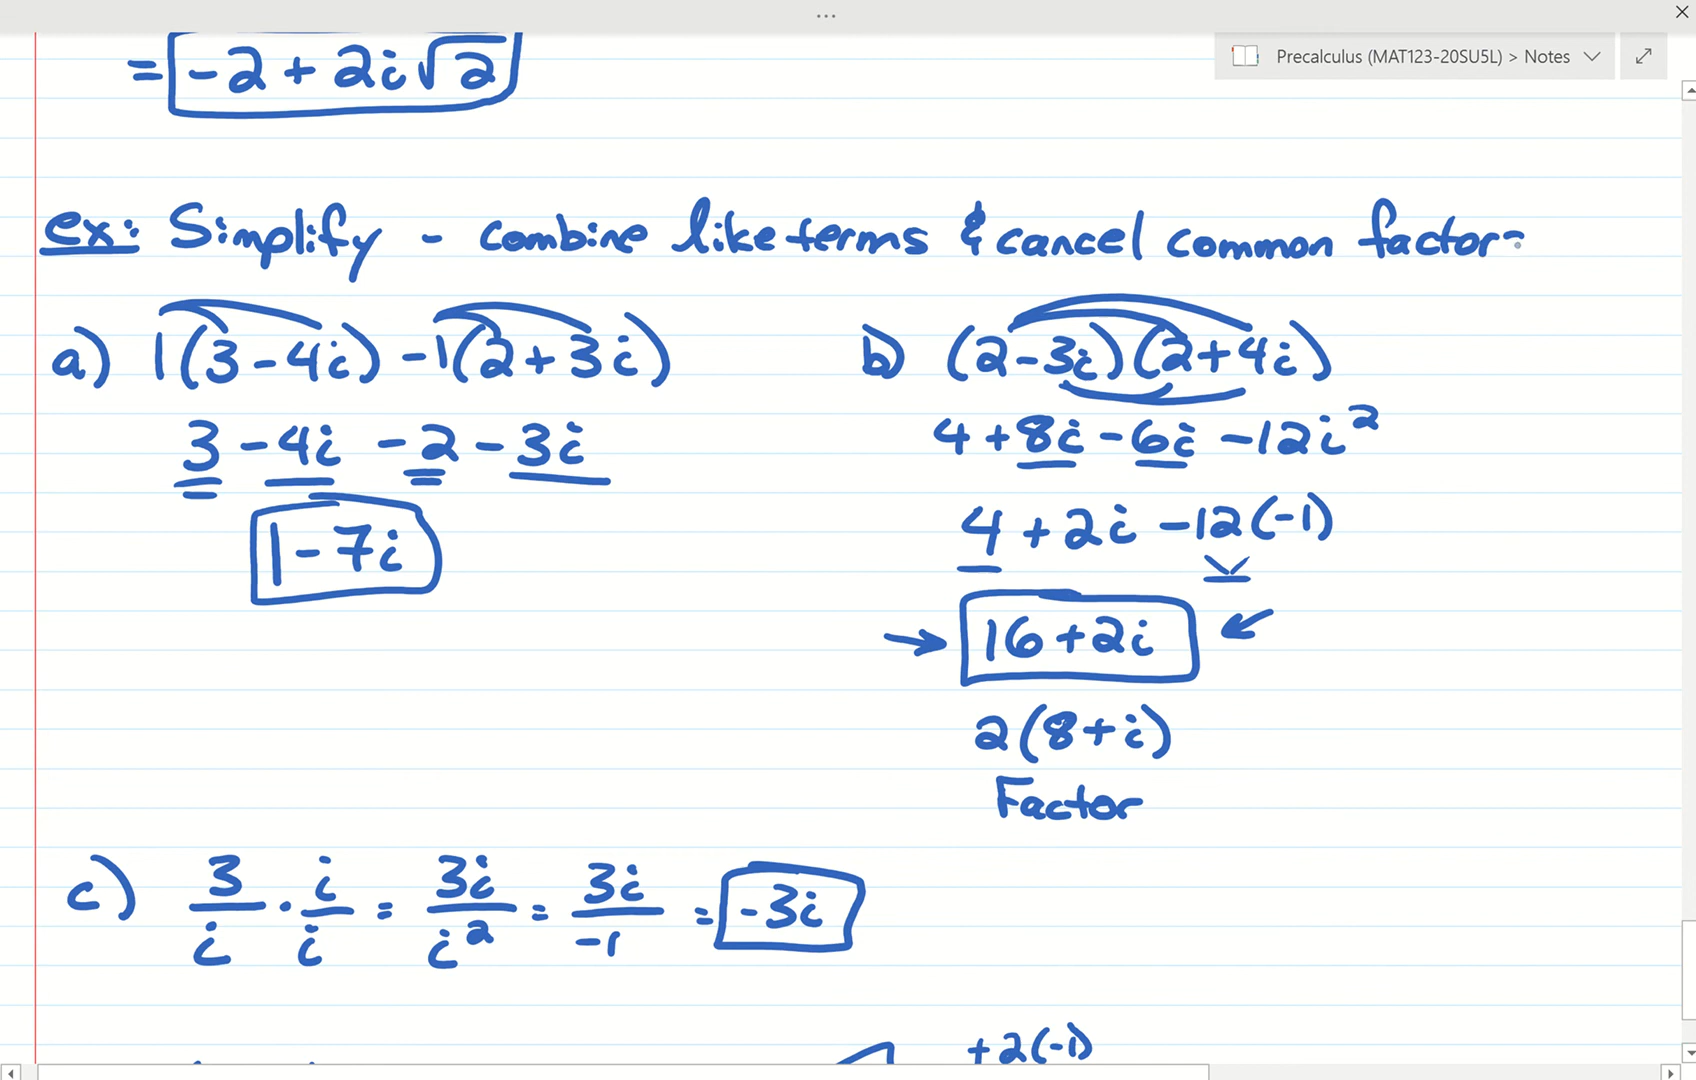 Precalculus (MAT123-20SU5L) > Notes
= -2 + 2i√2
ex: Simplify - combine like terms & cancel common factor
a) 1(3-4i) -1(2+3i)
3 -4i -2 -3i
1-7i
b) (2-3i)(2+4i)
4 +8i -6i -12i²
4 +2i -12(-1)
→ 16+2i ←
2(8+i)
Factor
c) 3/i · i/i = 3i/i² = 3i/-1 = -3i
+2(-1)